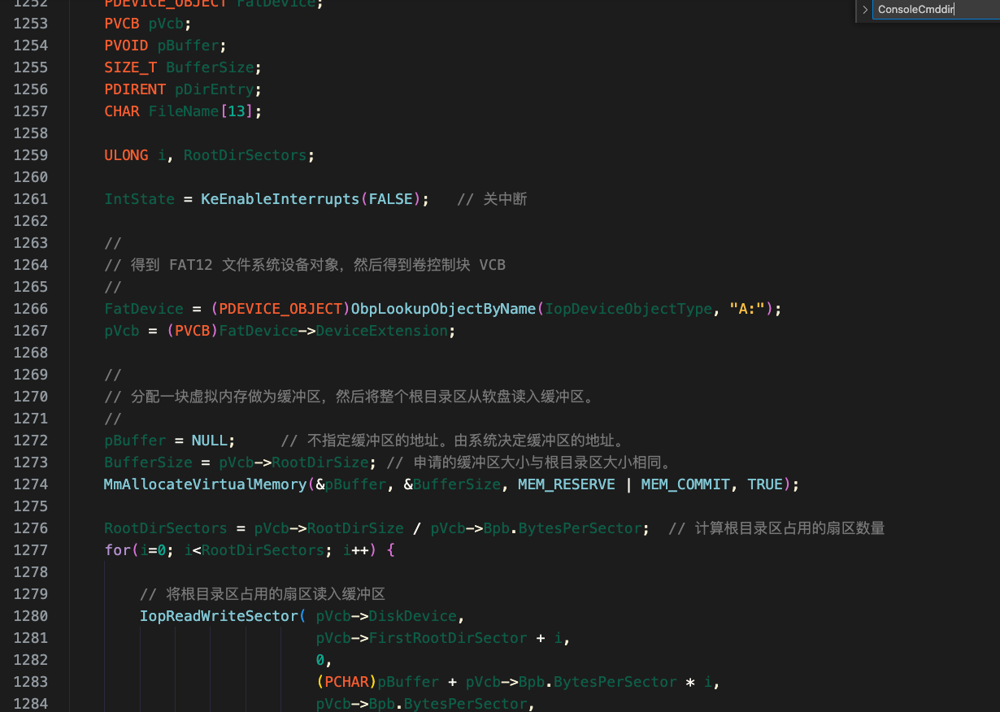 1252 PDEVICE_OBJECT FatDevice;
ConsoleCmddir
1253 PVCB pVcb;
1254 PVOID pBuffer;
1255 SIZE_T BufferSize;
1256 PDIRENT pDirEntry;
1257 CHAR FileName[13];
1258
1259 ULONG i, RootDirSectors;
1260
1261 IntState = KeEnableInterrupts(FALSE); // 关中断
1262
1263 //
1264 // 得到 FAT12 文件系统设备对象，然后得到卷控制块 VCB
1265 //
1266 FatDevice = (PDEVICE_OBJECT)ObpLookupObjectByName(IopDeviceObjectType, "A:");
1267 pVcb = (PVCB)FatDevice->DeviceExtension;
1268
1269 //
1270 // 分配一块虚拟内存做为缓冲区，然后将整个根目录区从软盘读入缓冲区。
1271 //
1272 pBuffer = NULL; // 不指定缓冲区的地址。由系统决定缓冲区的地址。
1273 BufferSize = pVcb->RootDirSize; // 申请的缓冲区大小与根目录区大小相同。
1274 MmAllocateVirtualMemory(&pBuffer, &BufferSize, MEM_RESERVE | MEM_COMMIT, TRUE);
1275
1276 RootDirSectors = pVcb->RootDirSize / pVcb->Bpb.BytesPerSector; // 计算根目录区占用的扇区数量
1277 for(i=0; i<RootDirSectors; i++) {
1278
1279 // 将根目录区占用的扇区读入缓冲区
1280 IopReadWriteSector( pVcb->DiskDevice,
1281 pVcb->FirstRootDirSector + i,
1282 0,
1283 (PCHAR)pBuffer + pVcb->Bpb.BytesPerSector * i,
1284 pVcb->Bpb.BytesPerSector,